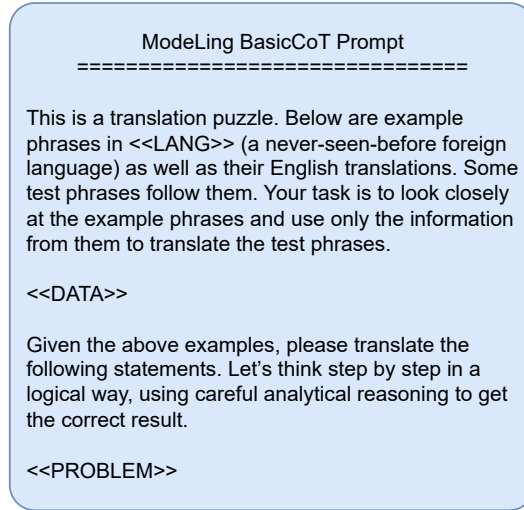 ModeLing BasicCoT Prompt
================================
This is a translation puzzle. Below are example
phrases in <<LANG>> (a never-seen-before foreign
language) as well as their English translations. Some
test phrases follow them. Your task is to look closely
at the example phrases and use only the information
from them to translate the test phrases.
<<DATA>>
Given the above examples, please translate the
following statements. Let's think step by step in a
logical way, using careful analytical reasoning to get
the correct result.
<<PROBLEM>>